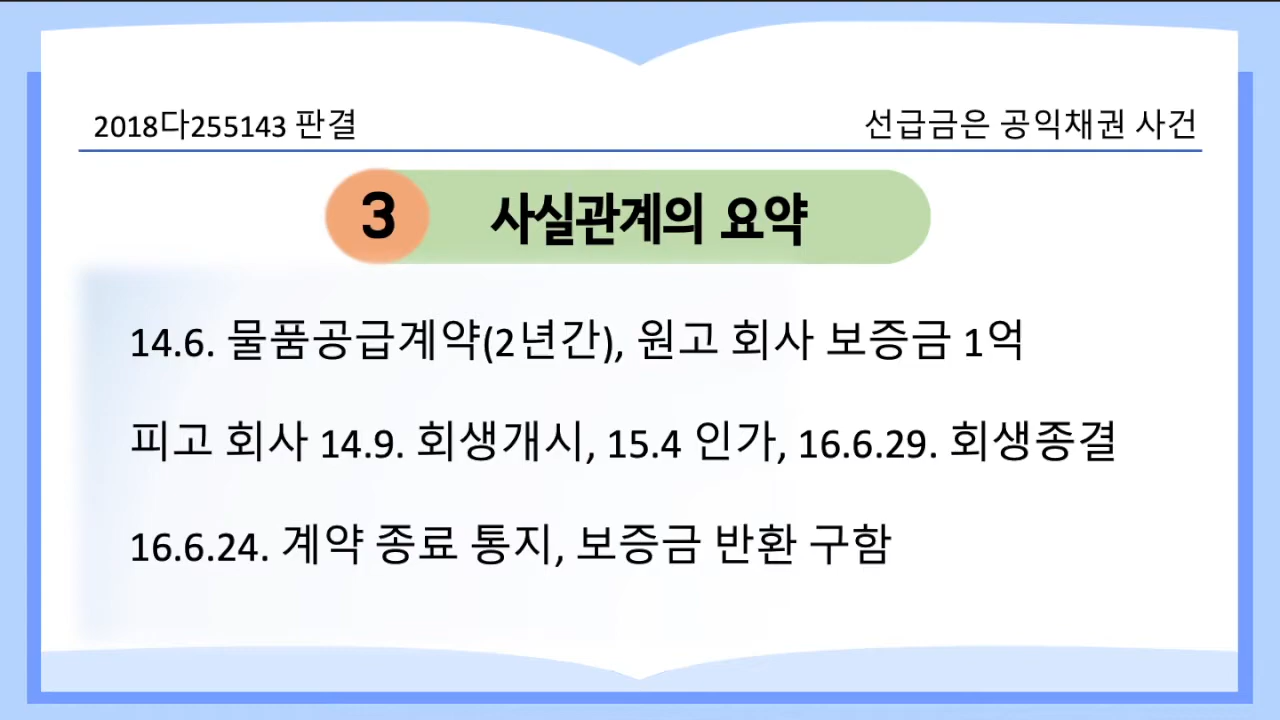 2018다255143 판결
선급금은 공익채권 사건
3 사실관계의 요약
14.6. 물품공급계약(2년간), 원고 회사 보증금 1억
피고 회사 14.9. 회생개시, 15.4 인가, 16.6.29. 회생종결
16.6.24. 계약 종료 통지, 보증금 반환 구함